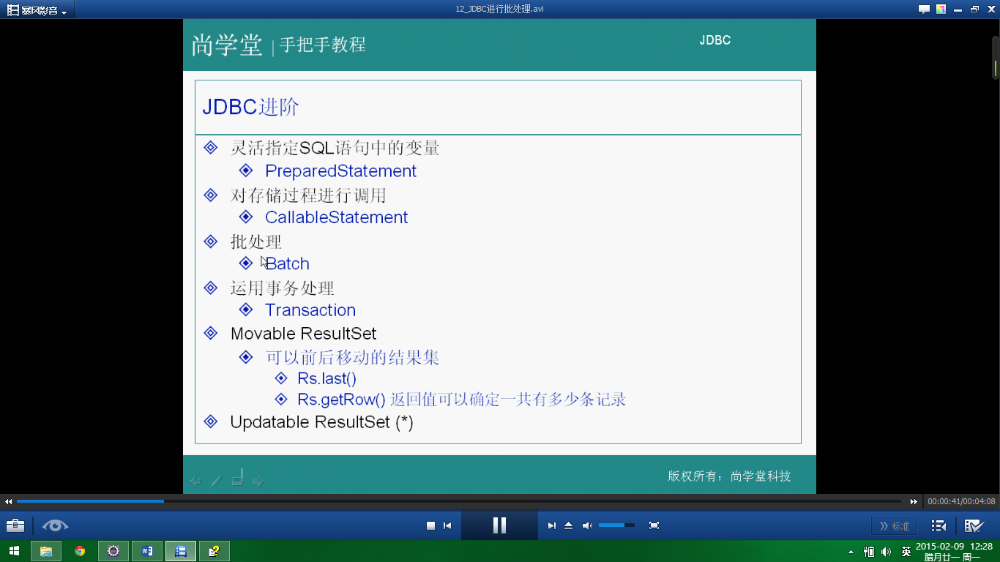 暴风影音
12_JDBC进行批处理.avi
尚学堂 | 手把手教程
JDBC
JDBC进阶
灵活指定SQL语句中的变量
PreparedStatement
对存储过程进行调用
CallableStatement
批处理
Batch
运用事务处理
Transaction
Movable ResultSet
可以前后移动的结果集
Rs.last()
Rs.getRow() 返回值可以确定一共有多少条记录
Updatable ResultSet (*)
版权所有：尚学堂科技
00:00:41/00:04:08
标准
英
2015-02-09 12:28
腊月廿一 周一